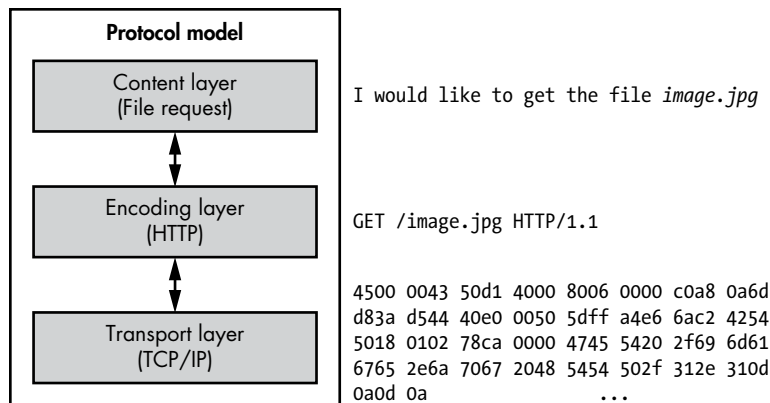 Protocol model
Content layer
(File request)
I would like to get the file image.jpg
Encoding layer
(HTTP)
GET /image.jpg HTTP/1.1
Transport layer
(TCP/IP)
4500 0043 50d1 4000 8006 0000 c0a8 0a6d
d83a d544 40e0 0050 5dff a4e6 6ac2 4254
5018 0102 78ca 0000 4745 5420 2f69 6d61
6765 2e6a 7067 2048 5454 502f 312e 310d
0a0d 0a ...